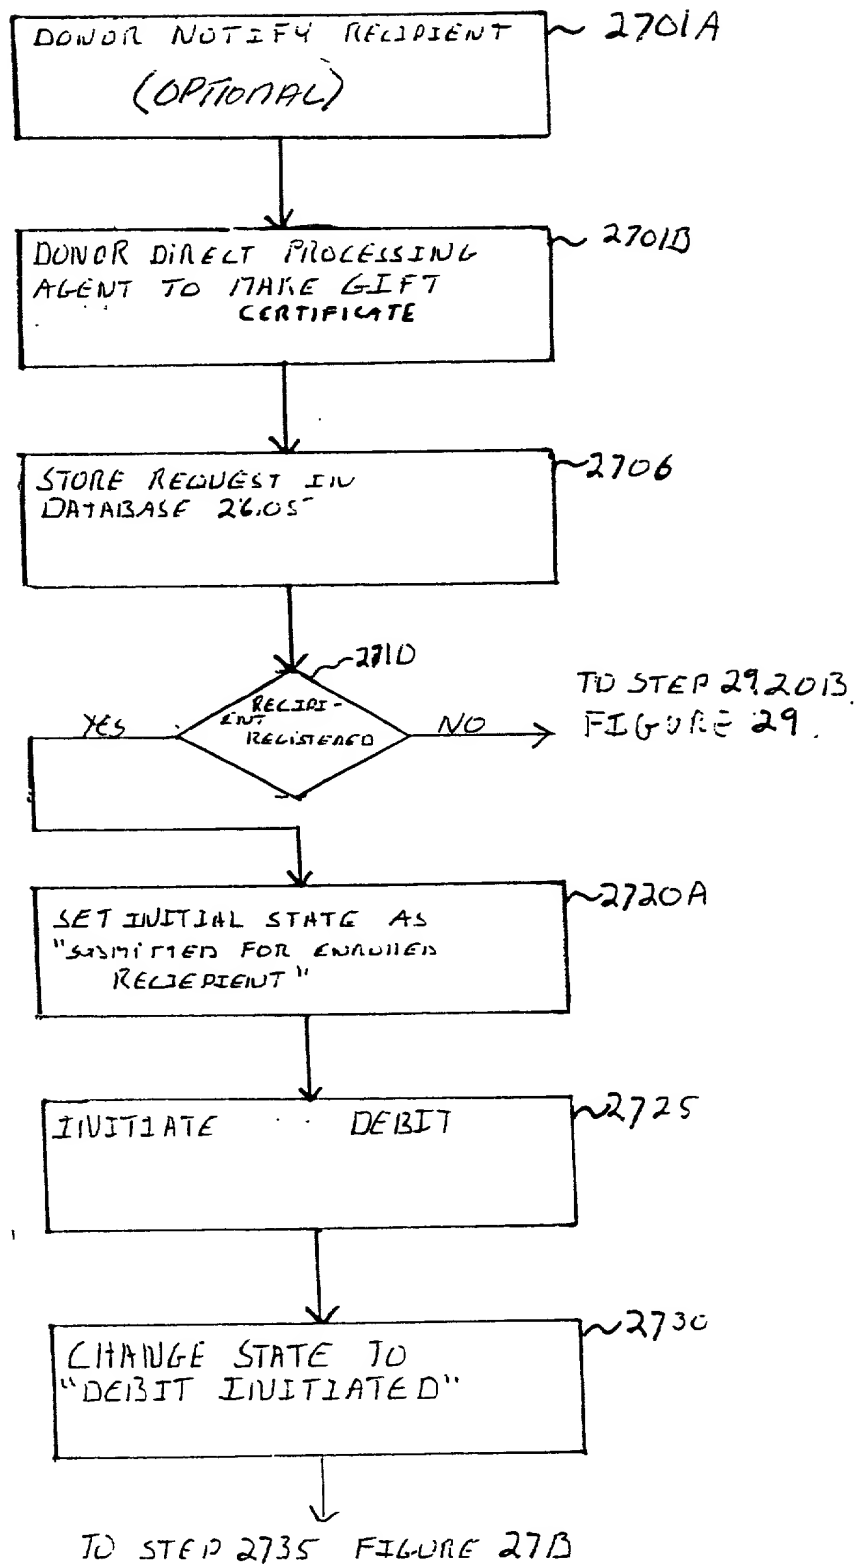 DONOR NOTIFY RECIPIENT
(OPTIONAL)
2701A
DONOR DIRECT PROCESSING
AGENT TO MAKE GIFT
CERTIFICATE
2701B
STORE REQUEST IN
DATABASE 2605
2706
2710
RECIPI-
ENT
REGISTERED
YES
NO
TO STEP 2920B.
FIGURE 29.
SET INITIAL STATE AS
"SUBMITTED FOR ENROLLED
RECIEPIENT"
2720A
INITIATE DEBIT
2725
CHANGE STATE TO
"DEBIT INITIATED"
2730
TO STEP 2735 FIGURE 27B